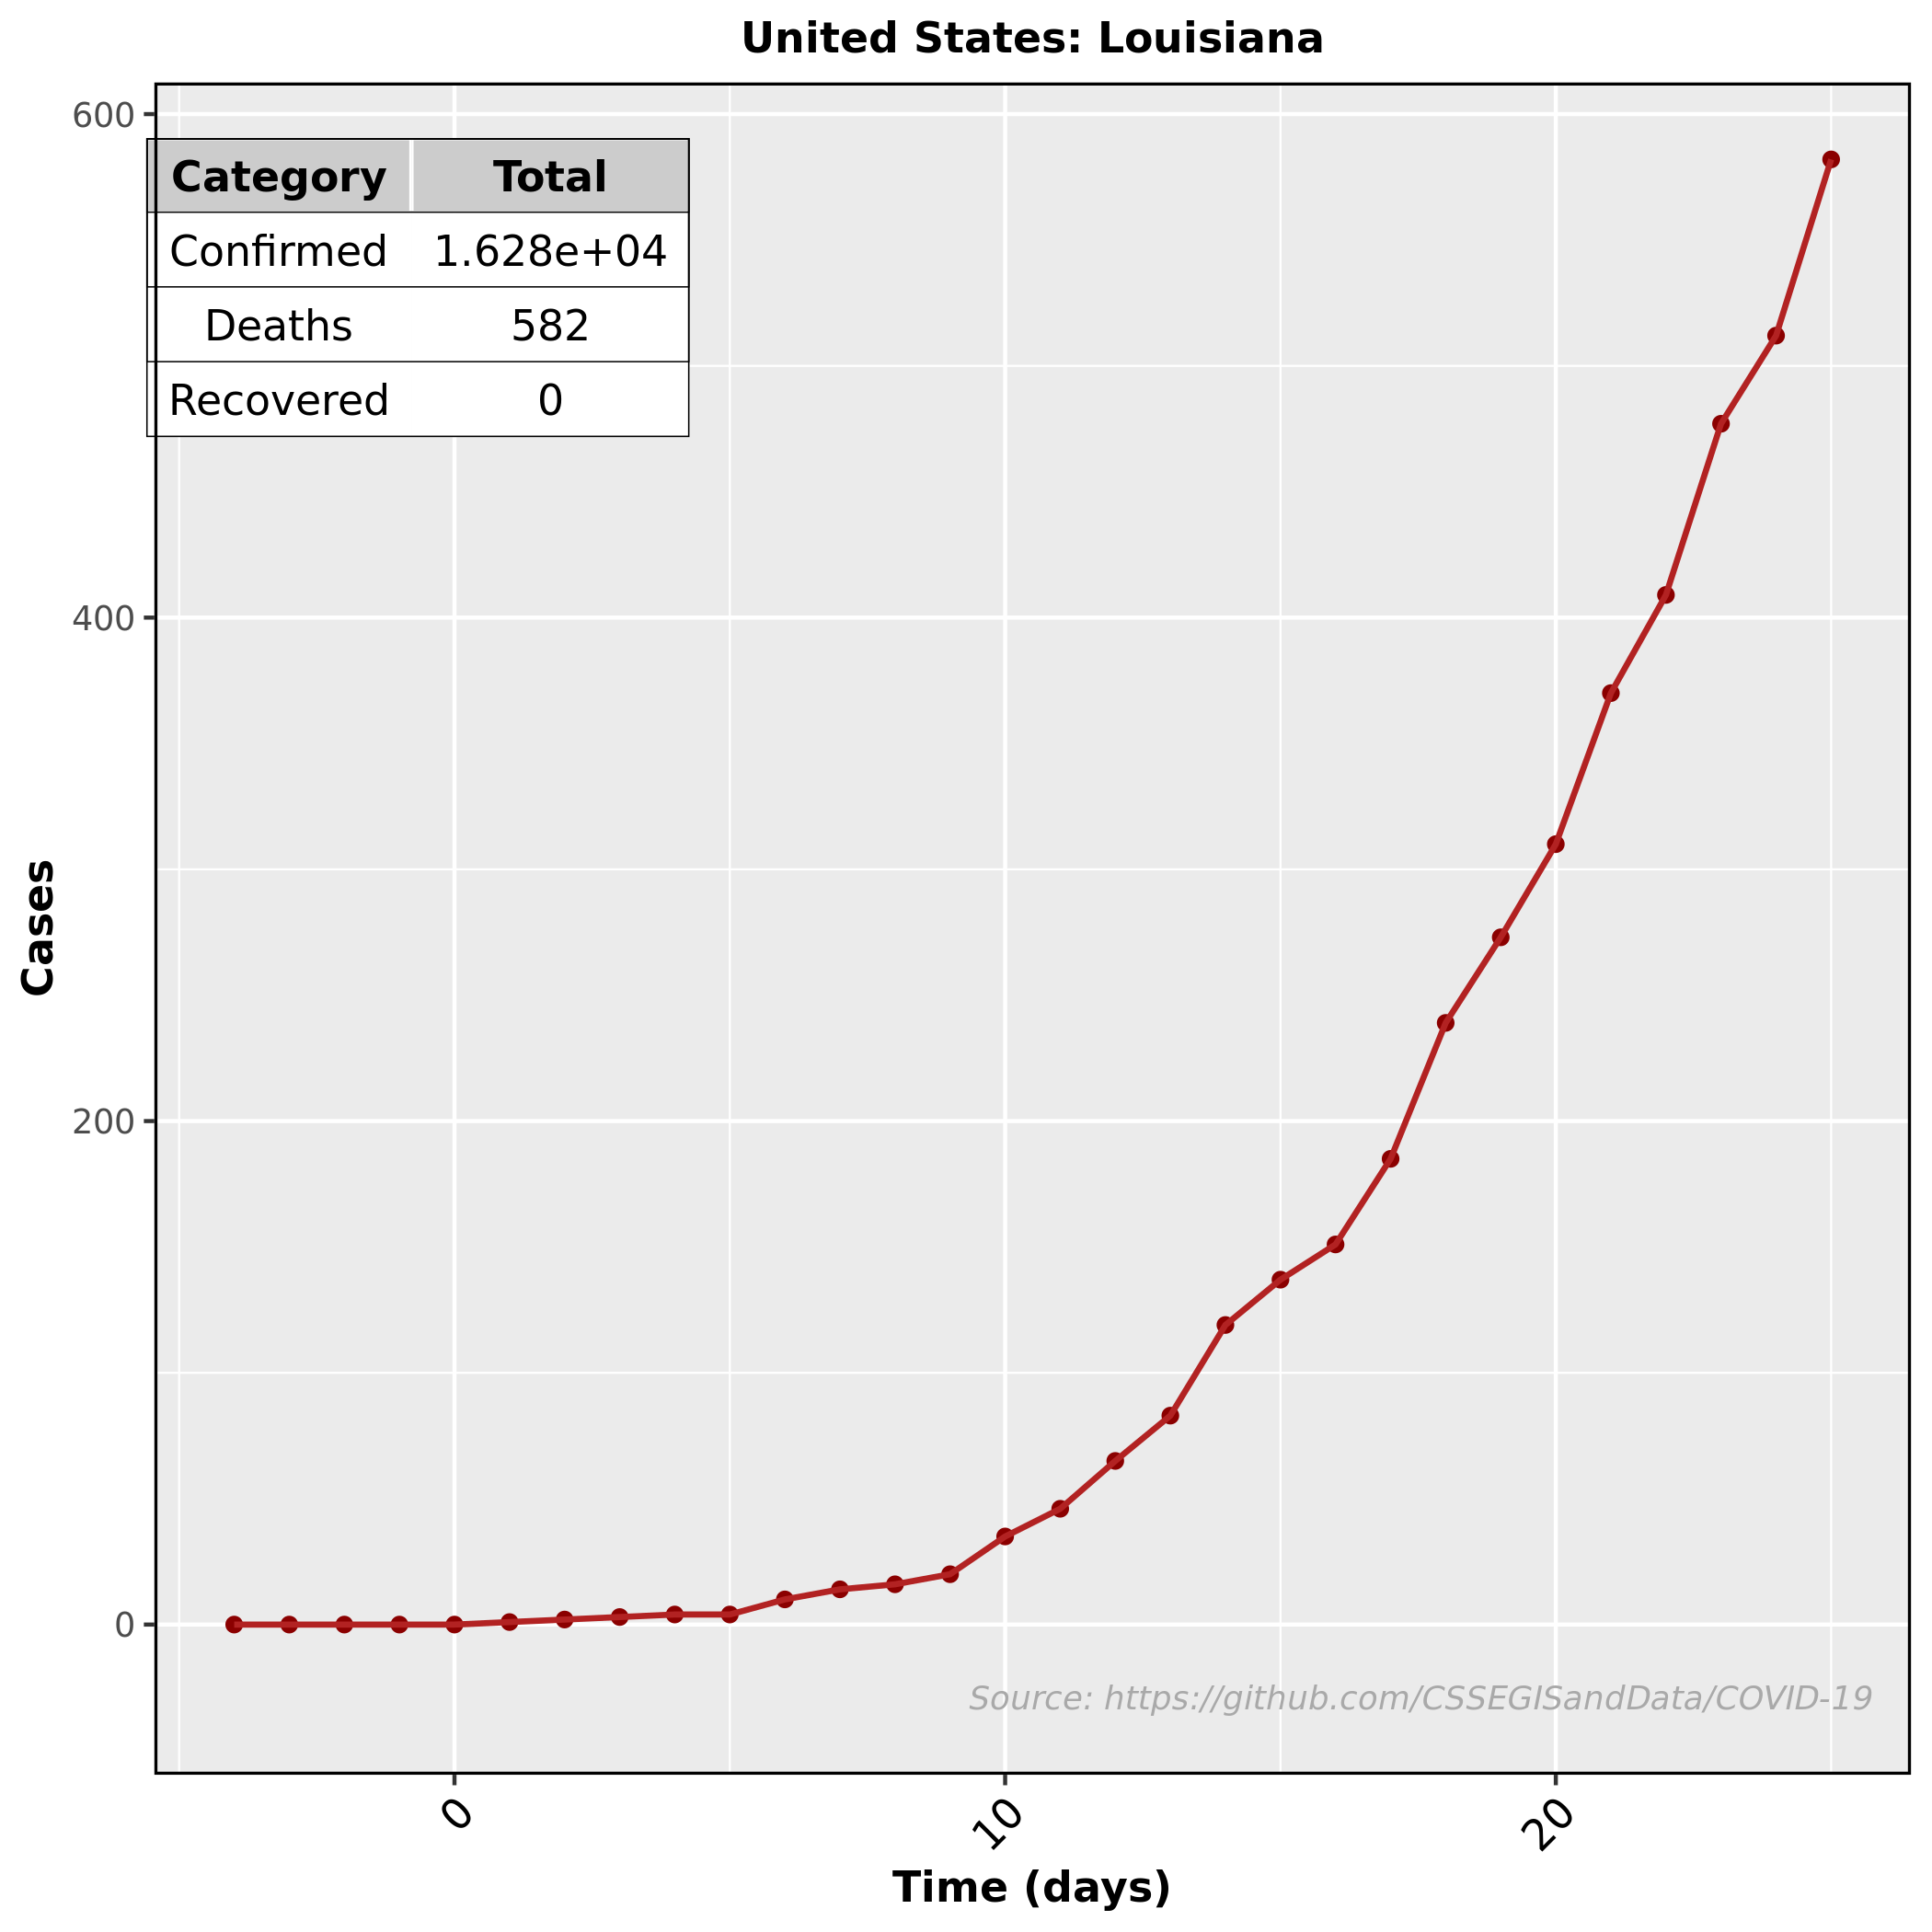 United States: Louisiana
600
Category Total
Confirmed 1.628e+04
Deaths 582
Recovered 0
400
Cases
200
0
Source: https://github.com/CSSEGISandData/COVID-19
0 10 20
Time (days)